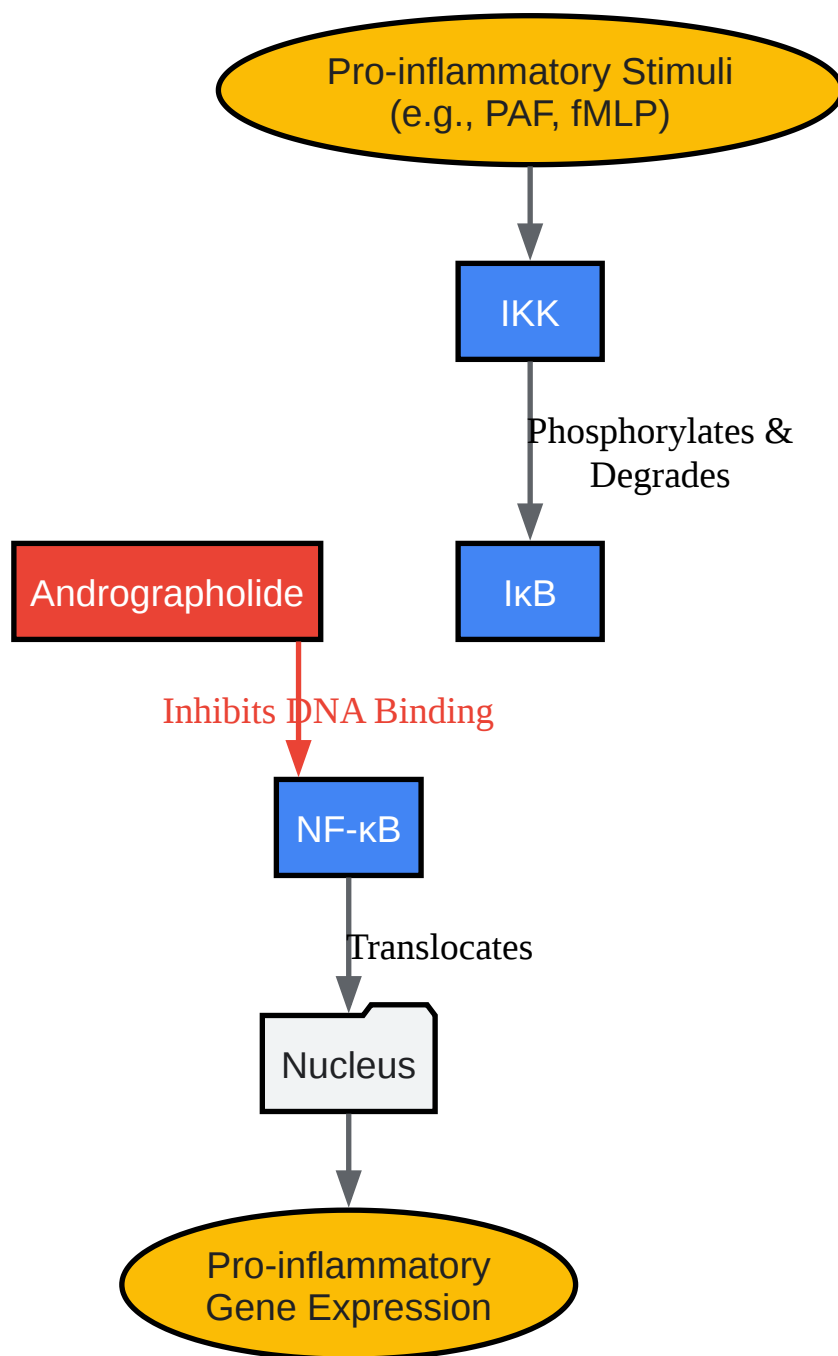 Pro-inflammatory Stimuli
(e.g., PAF, fMLP)
IKK
Phosphorylates &
Degrades
Andrographolide
IκB
Inhibits DNA Binding
NF-κB
Translocates
Nucleus
Pro-inflammatory
Gene Expression